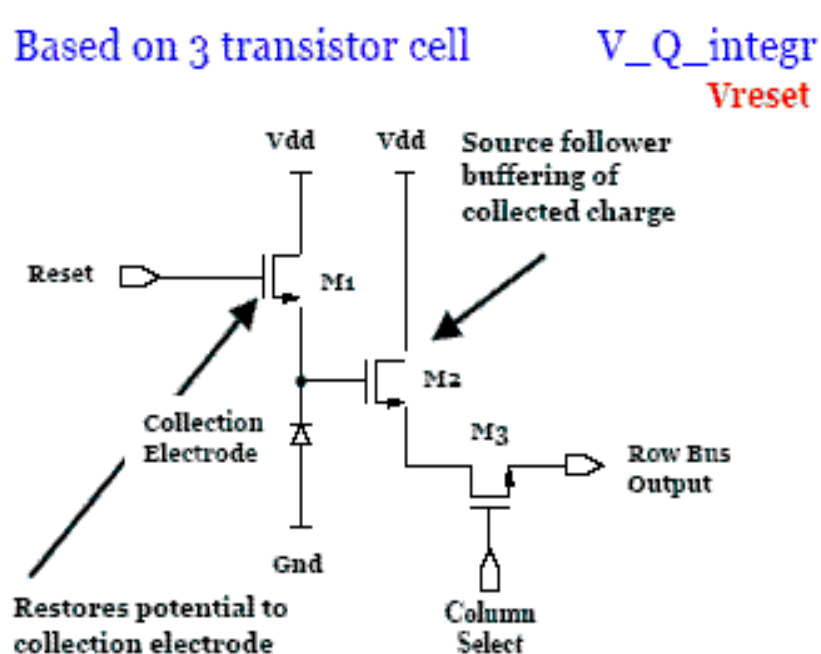 Based on 3 transistor cell
V_Q_integr
Vreset
Vdd
Vdd
Source follower
buffering of
collected charge
Reset
M1
M2
Collection
Electrode
M3
Row Bus
Output
Gnd
Restores potential to
collection electrode
Column
Select